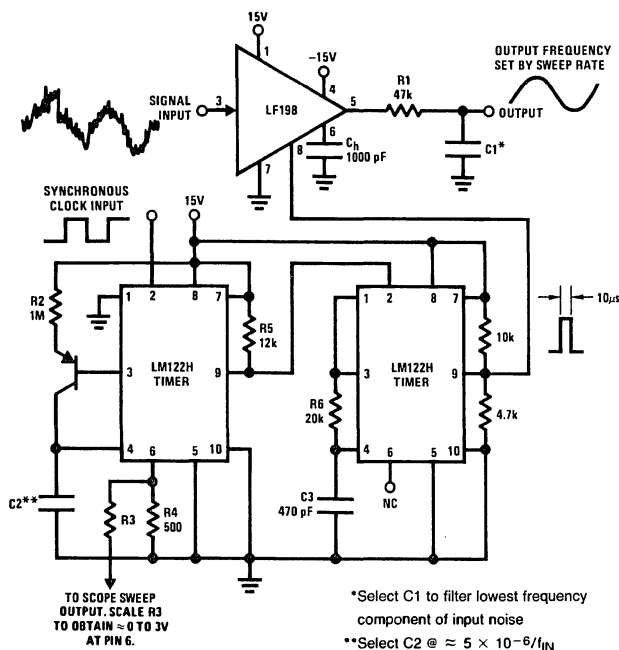 15V
-15V
OUTPUT FREQUENCY
SET BY SWEEP RATE
1
4
SIGNAL
INPUT
3
LF198
5
R1
47k
OUTPUT
6
8
Ch
1000 pF
C1*
7
SYNCHRONOUS
CLOCK INPUT
15V
R2
1M
1
2
8
7
R5
12k
LM122H
TIMER
3
9
4
6
5
10
C2**
R3
R4
500
1
2
8
7
10k
10μs
LM122H
TIMER
3
9
R6
20k
4.7k
4
6
5
10
C3
470 pF
NC
TO SCOPE SWEEP
OUTPUT. SCALE R3
TO OBTAIN ≈ 0 TO 3V
AT PIN 6.
*Select C1 to filter lowest frequency
component of input noise
**Select C2 @ ≈ 5 × 10⁻⁶/fIN